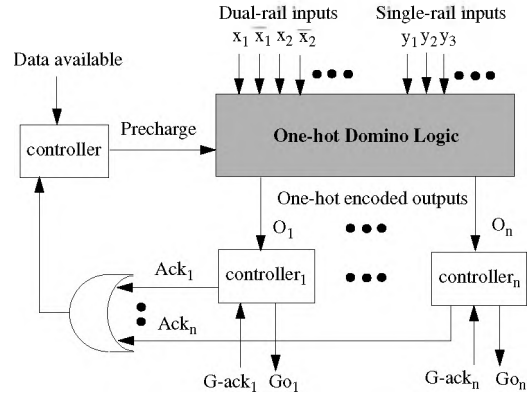 Dual-rail inputs
Single-rail inputs
x₁ x̅₁ x₂ x̅₂
y₁ y₂ y₃
Data available
Precharge
controller
One-hot Domino Logic
One-hot encoded outputs
O₁
Oₙ
Ack₁
controller₁
controllerₙ
Ackₙ
G-ack₁ Go₁
G-ackₙ Goₙ